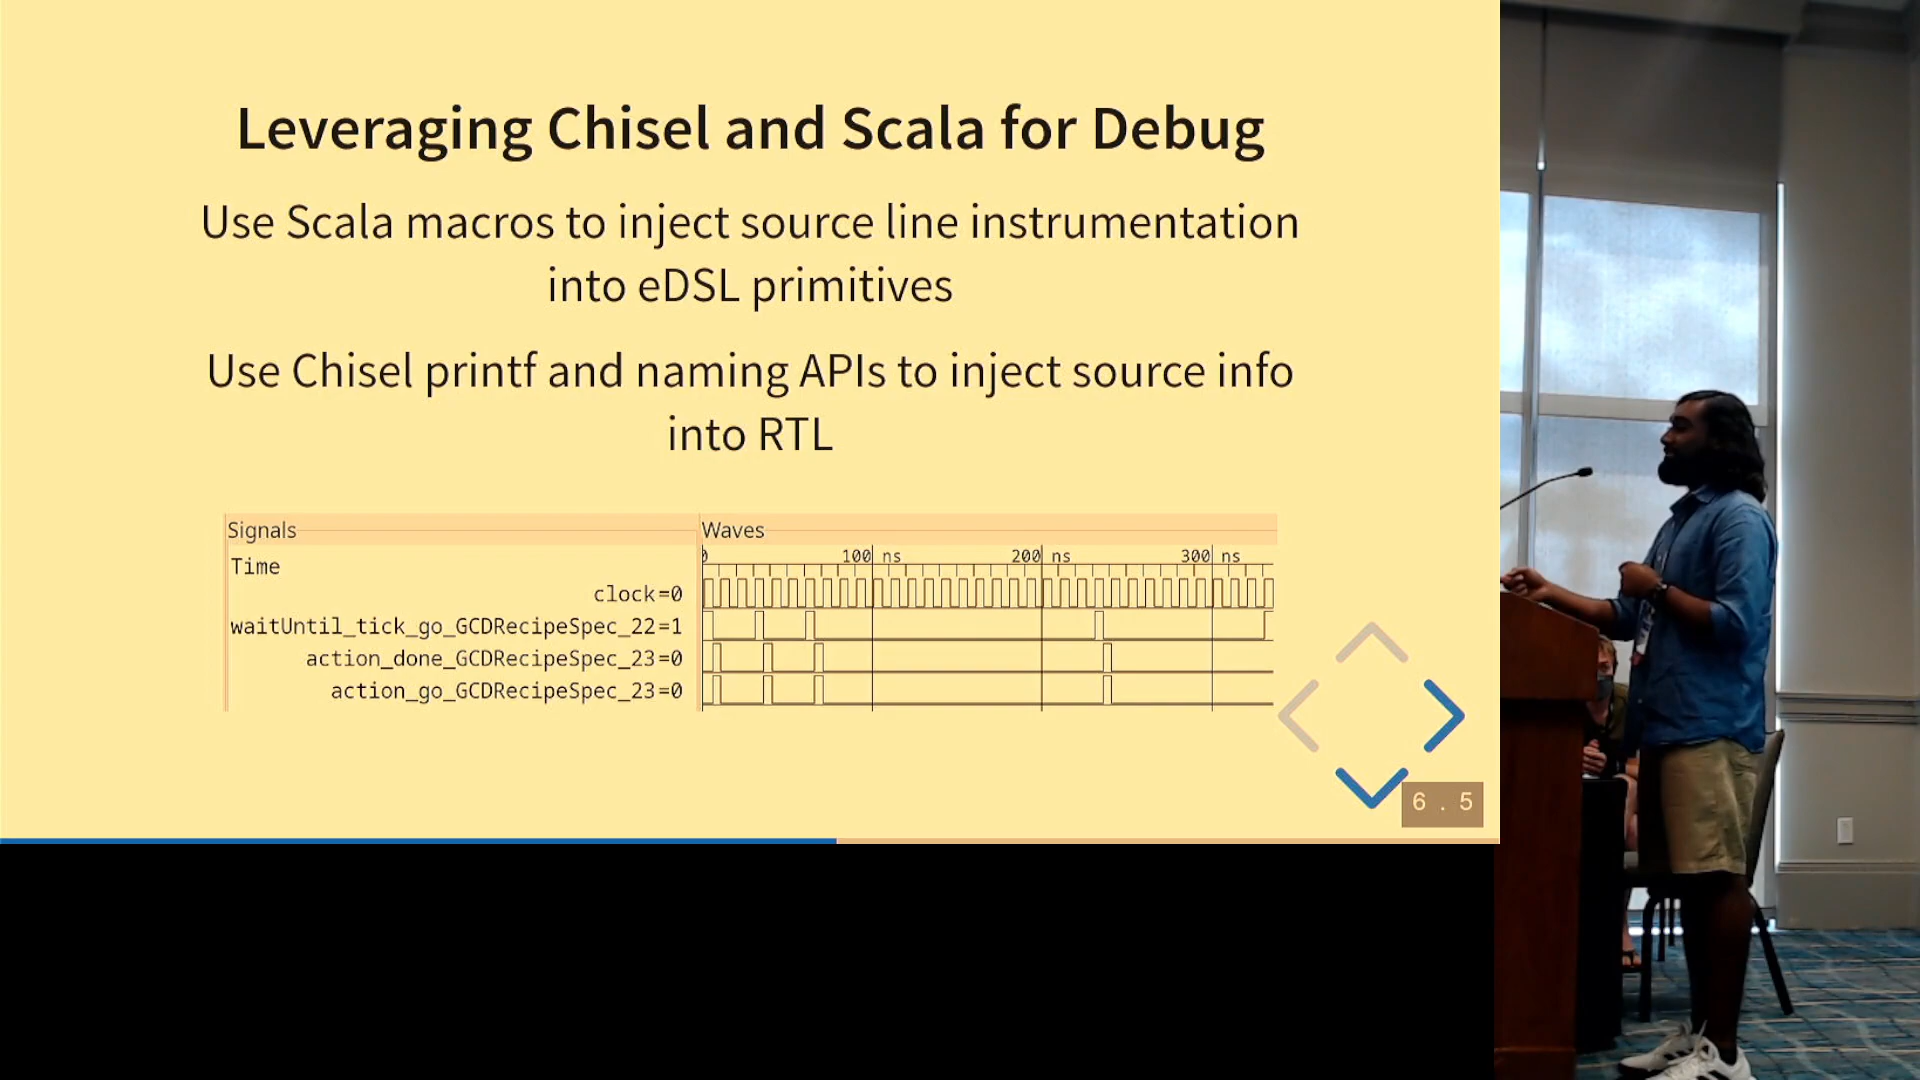 Leveraging Chisel and Scala for Debug
Use Scala macros to inject source line instrumentation
into eDSL primitives
Use Chisel printf and naming APIs to inject source info
into RTL
Signals
Waves
Time
0 100 ns 200 ns 300 ns
clock=0
waitUntil_tick_go_GCDRecipeSpec_22=1
action_done_GCDRecipeSpec_23=0
action_go_GCDRecipeSpec_23=0
6 . 5